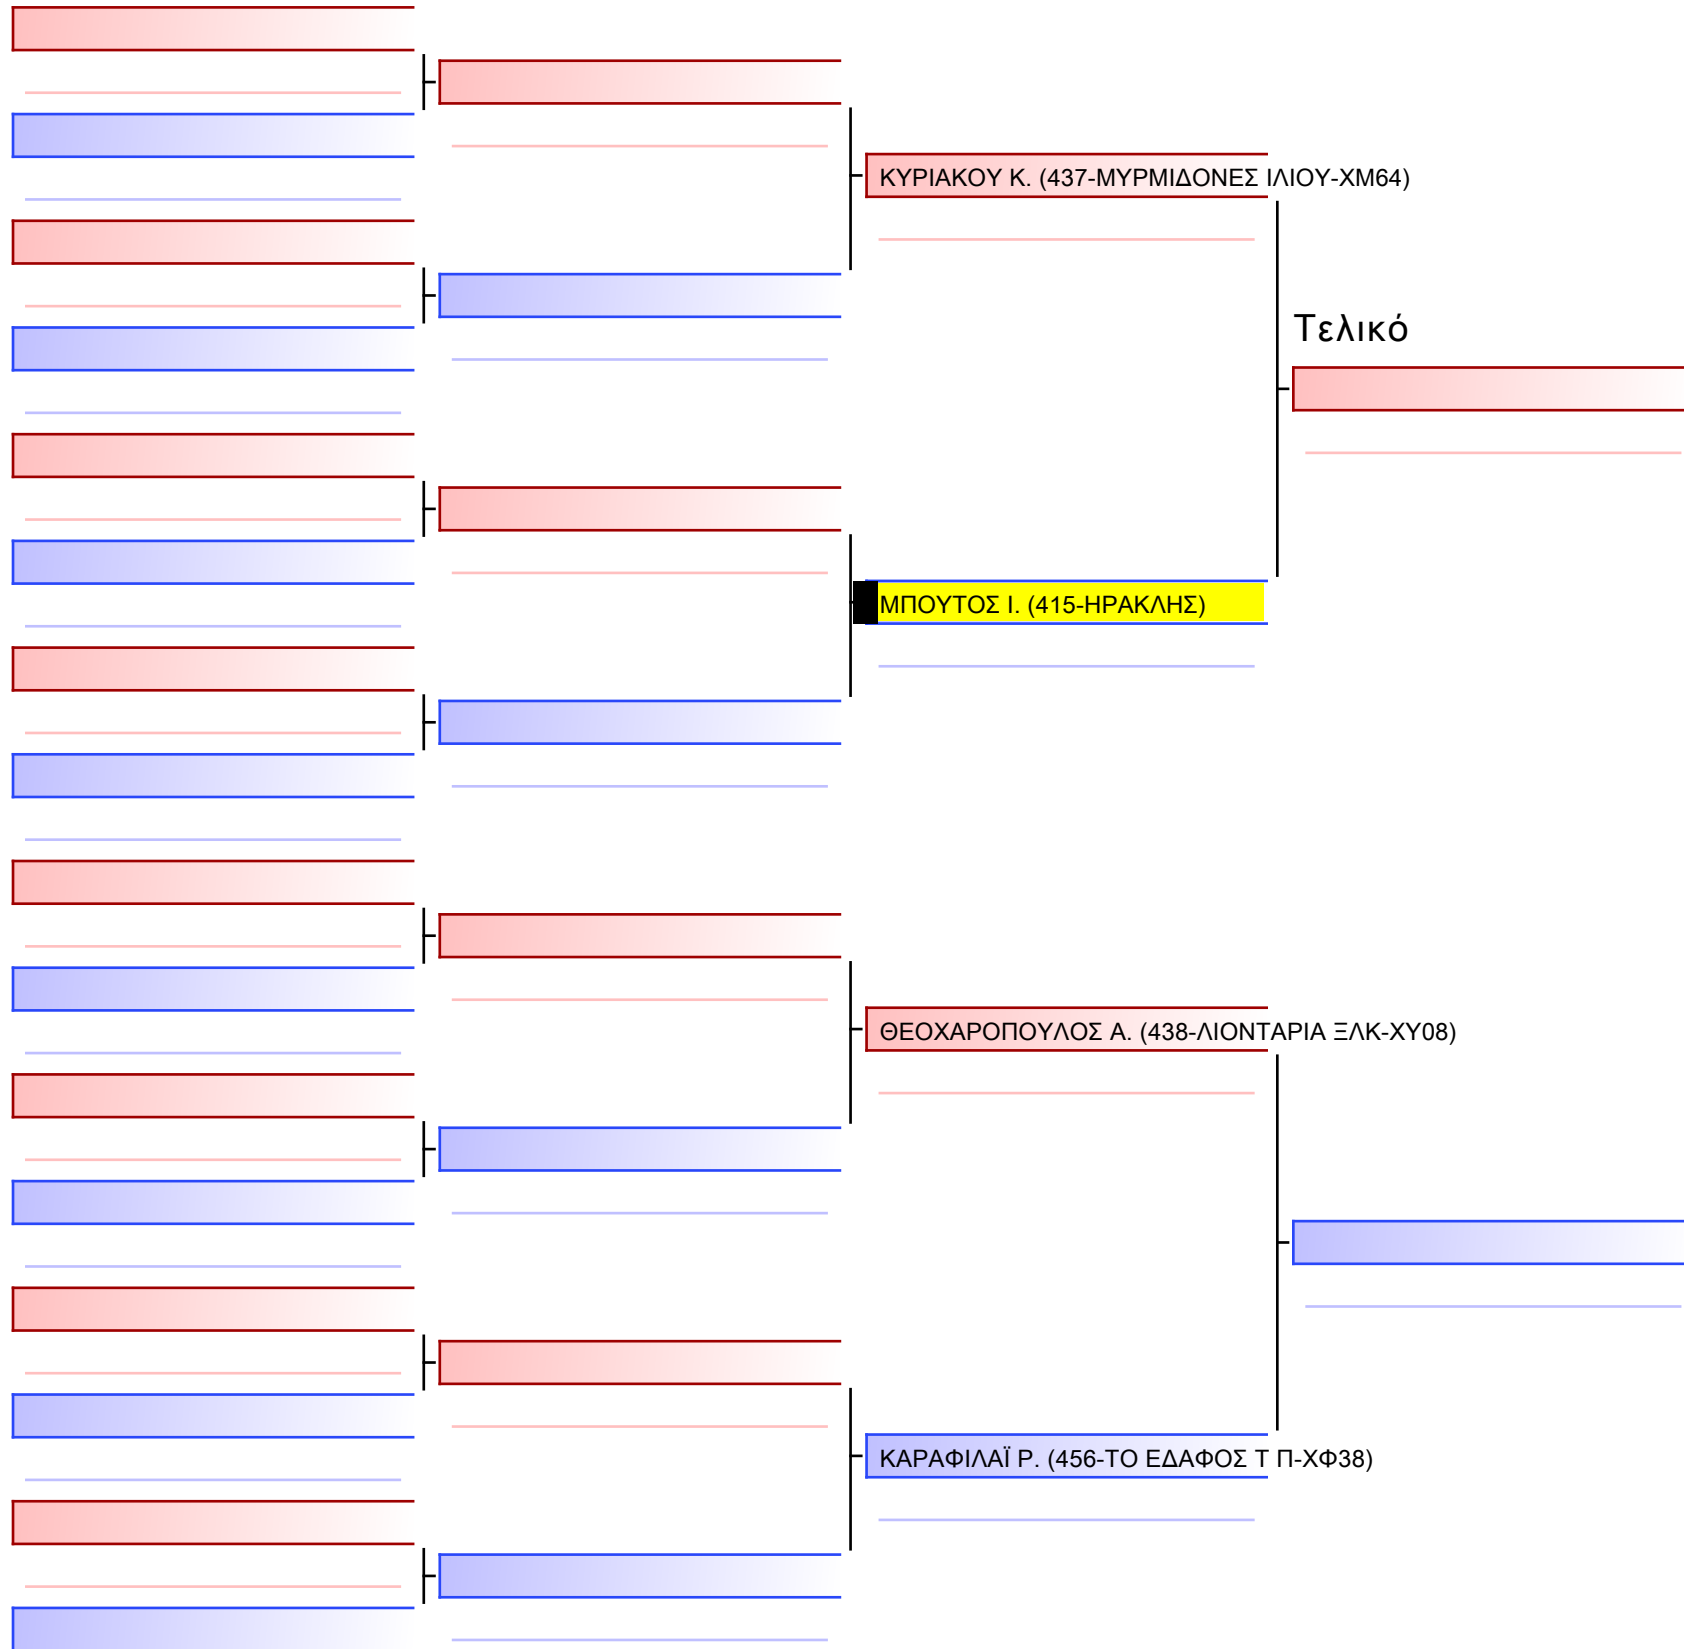 ΚΥΡΙΑΚΟΥ Κ. (437-ΜΥΡΜΙΔΟΝΕΣ ΙΛΙΟΥ-ΧΜ64)
Τελικό
ΜΠΟΥΤΟΣ Ι. (415-ΗΡΑΚΛΗΣ)
ΘΕΟΧΑΡΟΠΟΥΛΟΣ Α. (438-ΛΙΟΝΤΑΡΙΑ ΞΛΚ-ΧΥ08)
ΚΑΡΑΦΙΛΑΪ Ρ. (456-ΤΟ ΕΔΑΦΟΣ Τ Π-ΧΦ38)